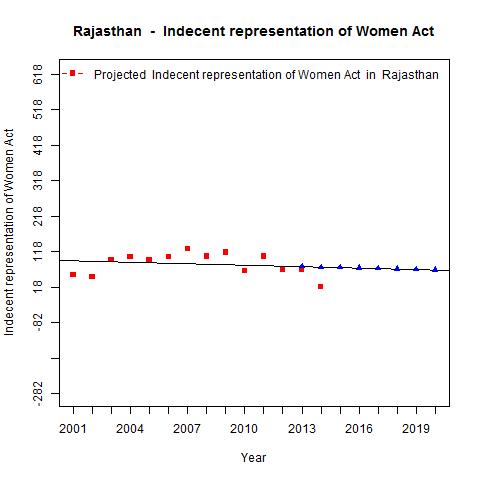 Rajasthan - Indecent representation of Women Act
Projected Indecent representation of Women Act in Rajasthan
618
518
418
318
218
118
18
-82
-282
Indecent representation of Women Act
2001 2004 2007 2010 2013 2016 2019
Year